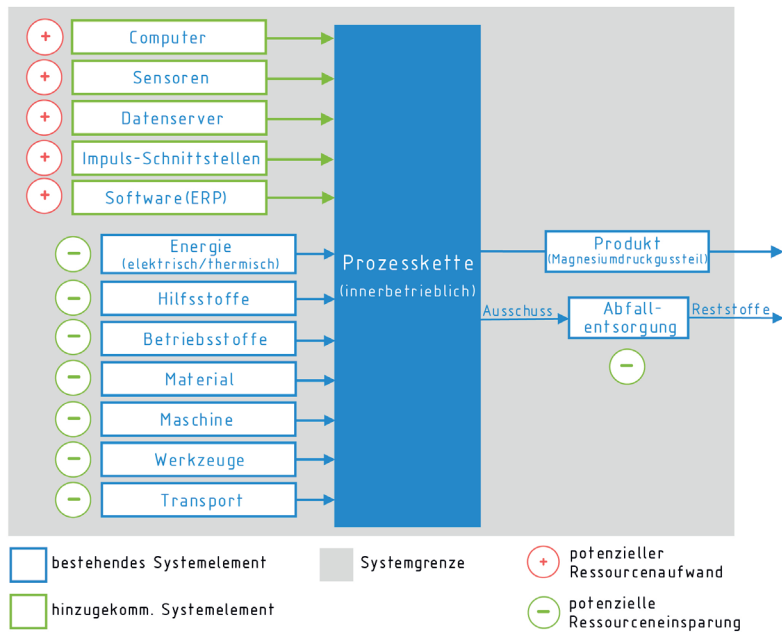 + Computer
+ Sensoren
+ Datenserver
+ Impuls-Schnittstellen
+ Software(ERP)
− Energie
(elektrisch/thermisch)
− Hilfsstoffe
− Betriebsstoffe
− Material
− Maschine
− Werkzeuge
− Transport
Prozesskette
(innerbetrieblich)
Produkt
(Magnesiumdruckgussteil)
Ausschuss
Abfall-
entsorgung
Reststoffe
−
bestehendes Systemelement
hinzugekomm. Systemelement
Systemgrenze
+ potenzieller
Ressourcenaufwand
− potenzielle
Ressourceneinsparung